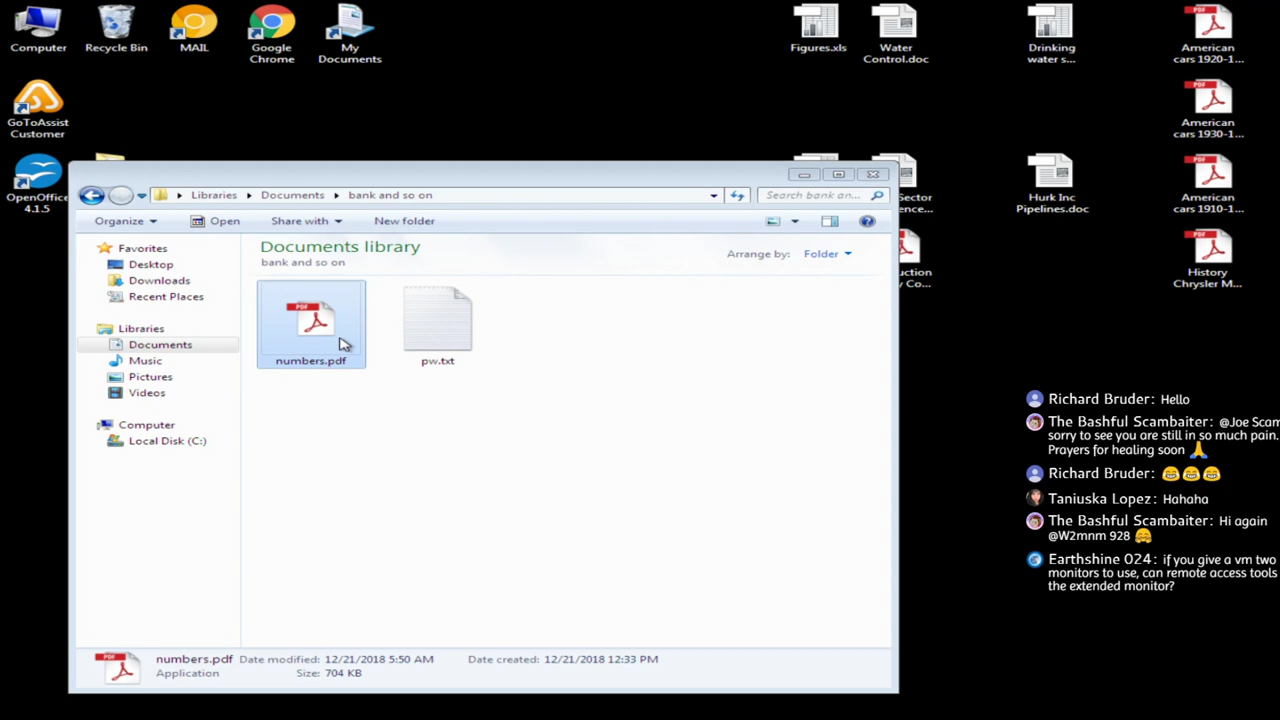 Computer
Recycle Bin
MAIL
Google
Chrome
My
Documents
Figures.xls
Water
Control.doc
Drinking
water s...
American
cars 1920-1...
GoToAssist
Customer
American
cars 1930-1...
OpenOffice
4.1.5
Sector
ence...
Hurk Inc
Pipelines.doc
American
cars 1910-1...
uction
y Co...
History
Chrysler M...
Libraries
Documents
bank and so on
Search bank an...
Organize
Open
Share with
New folder
Favorites
Desktop
Downloads
Recent Places
Libraries
Documents
Music
Pictures
Videos
Computer
Local Disk (C:)
Documents library
bank and so on
Arrange by: Folder
PDF
numbers.pdf
pw.txt
PDF
numbers.pdf Date modified: 12/21/2018 5:50 AM Date created: 12/21/2018 12:33 PM
Application Size: 704 KB
Richard Bruder: Hello
The Bashful Scambaiter: @Joe Scam
sorry to see you are still in so much pain.
Prayers for healing soon 🙏
Richard Bruder: 😂😂😂
Taniuska Lopez: Hahaha
The Bashful Scambaiter: Hi again
@W2mnm 928 🤗
Earthshine 024: if you give a vm two
monitors to use, can remote access tools
the extended monitor?